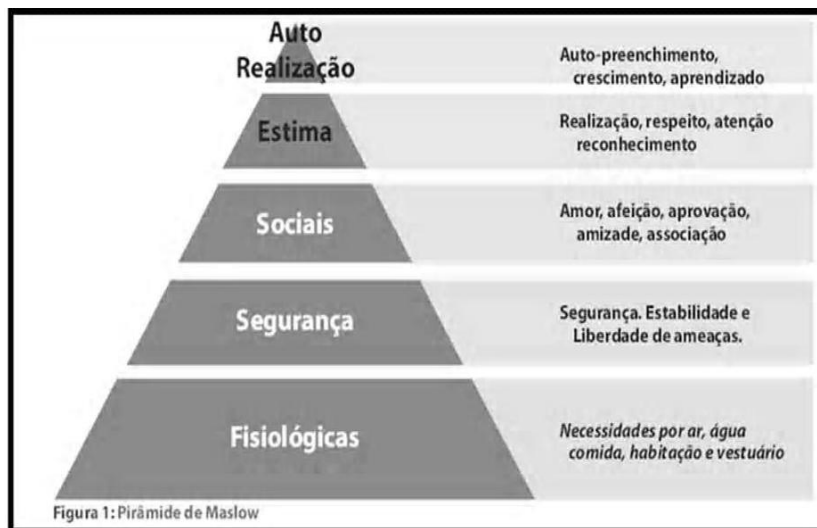 Auto
Realização
Auto-preenchimento,
crescimento, aprendizado
Estima
Realização, respeito, atenção
reconhecimento
Sociais
Amor, afeição, aprovação,
amizade, associação
Segurança
Segurança. Estabilidade e
Liberdade de ameaças.
Fisiológicas
Necessidades por ar, água
comida, habitação e vestuário
Figura 1: Pirâmide de Maslow